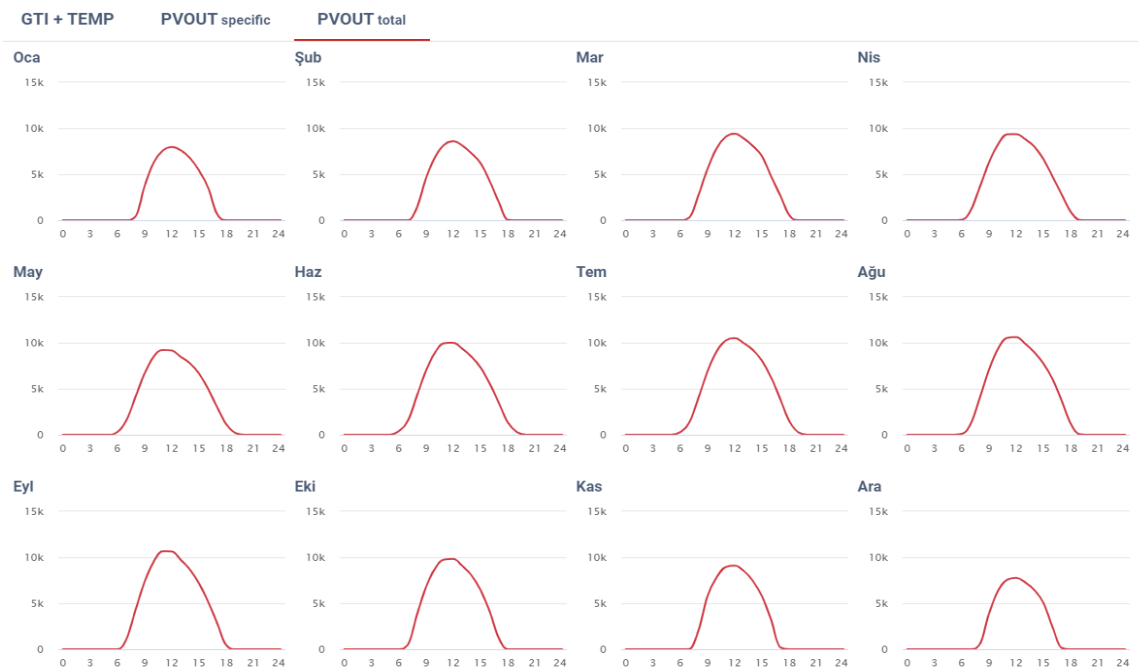 GTI + TEMP PVOUT specific PVOUT total
Oca Şub Mar Nis
15k 15k 15k 15k
10k 10k 10k 10k
5k 5k 5k 5k
0 0 0 0
0 3 6 9 12 15 18 21 24 0 3 6 9 12 15 18 21 24 0 3 6 9 12 15 18 21 24 0 3 6 9 12 15 18 21 24
May Haz Tem Ağu
15k 15k 15k 15k
10k 10k 10k 10k
5k 5k 5k 5k
0 0 0 0
0 3 6 9 12 15 18 21 24 0 3 6 9 12 15 18 21 24 0 3 6 9 12 15 18 21 24 0 3 6 9 12 15 18 21 24
Eyl Eki Kas Ara
15k 15k 15k 15k
10k 10k 10k 10k
5k 5k 5k 5k
0 0 0 0
0 3 6 9 12 15 18 21 24 0 3 6 9 12 15 18 21 24 0 3 6 9 12 15 18 21 24 0 3 6 9 12 15 18 21 24